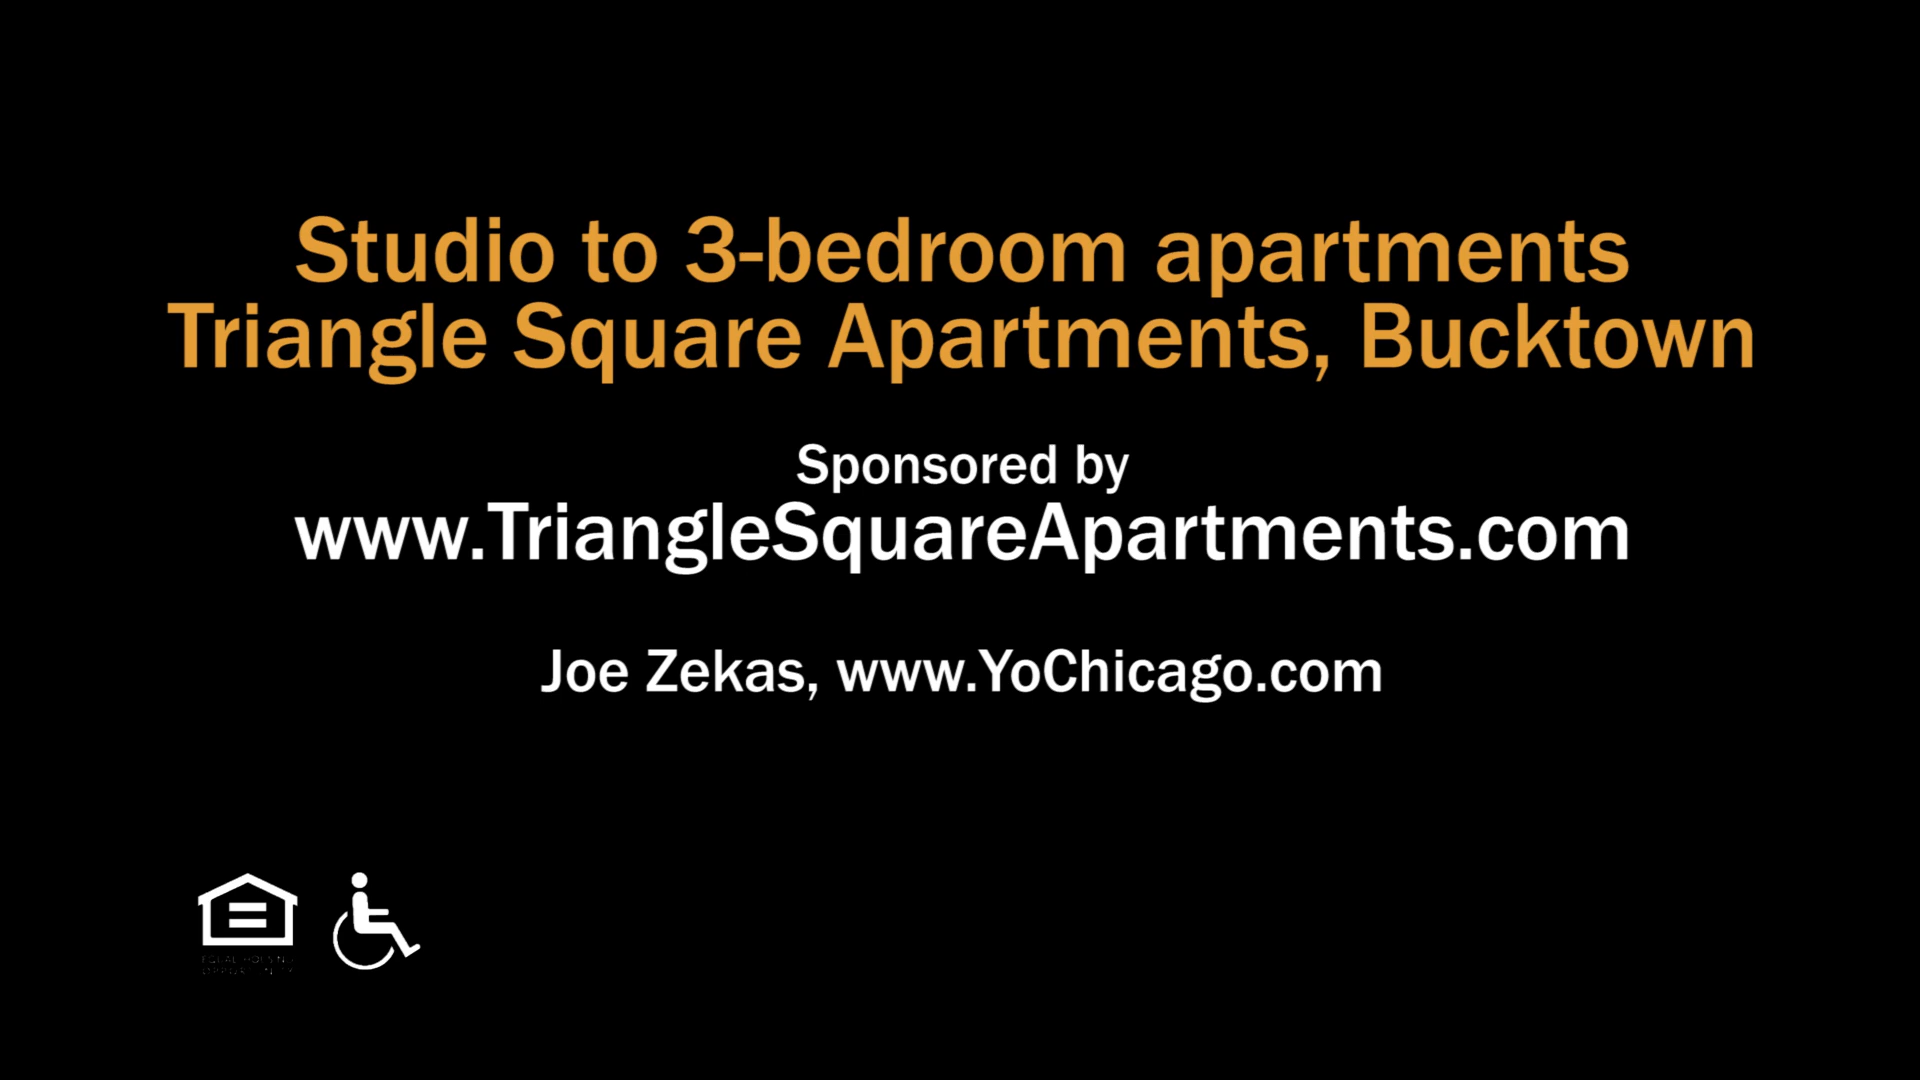 Studio to 3-bedroom apartments
Triangle Square Apartments, Bucktown
Sponsored by
www.TriangleSquareApartments.com
Joe Zekas, www.YoChicago.com